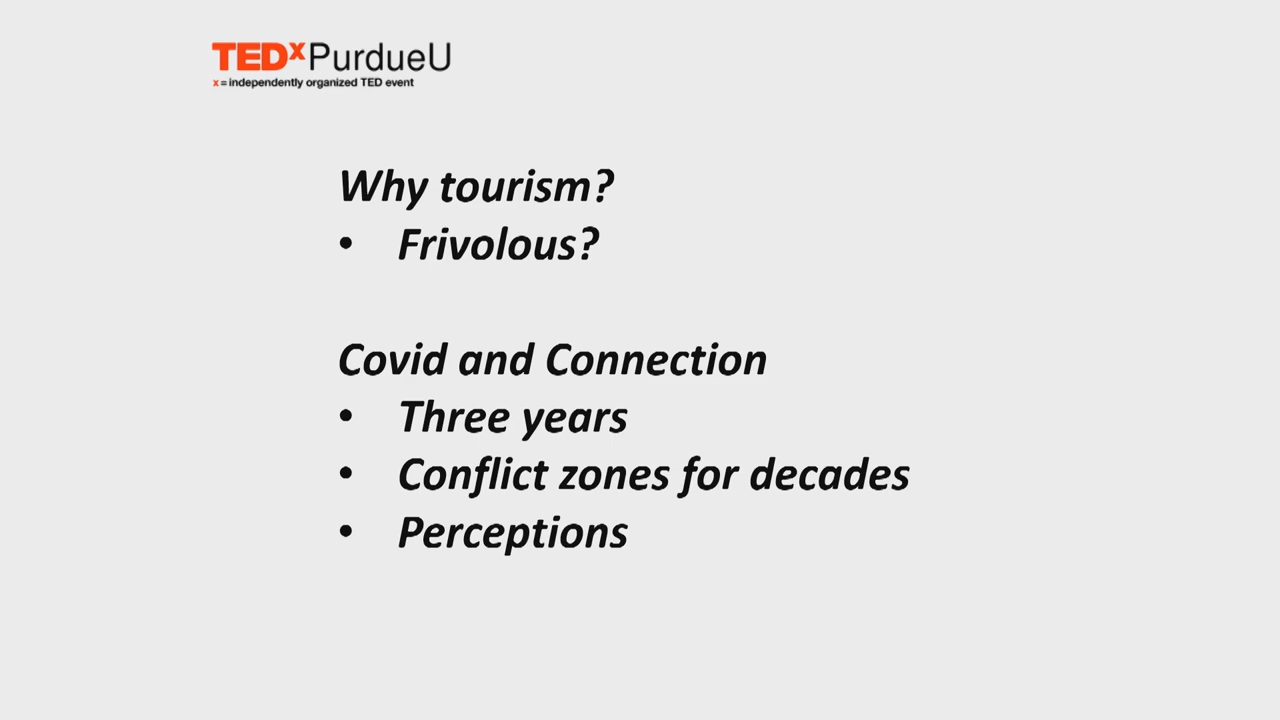 TEDxPurdueU
x = independently organized TED event
Why tourism?
• Frivolous?
Covid and Connection
• Three years
• Conflict zones for decades
• Perceptions